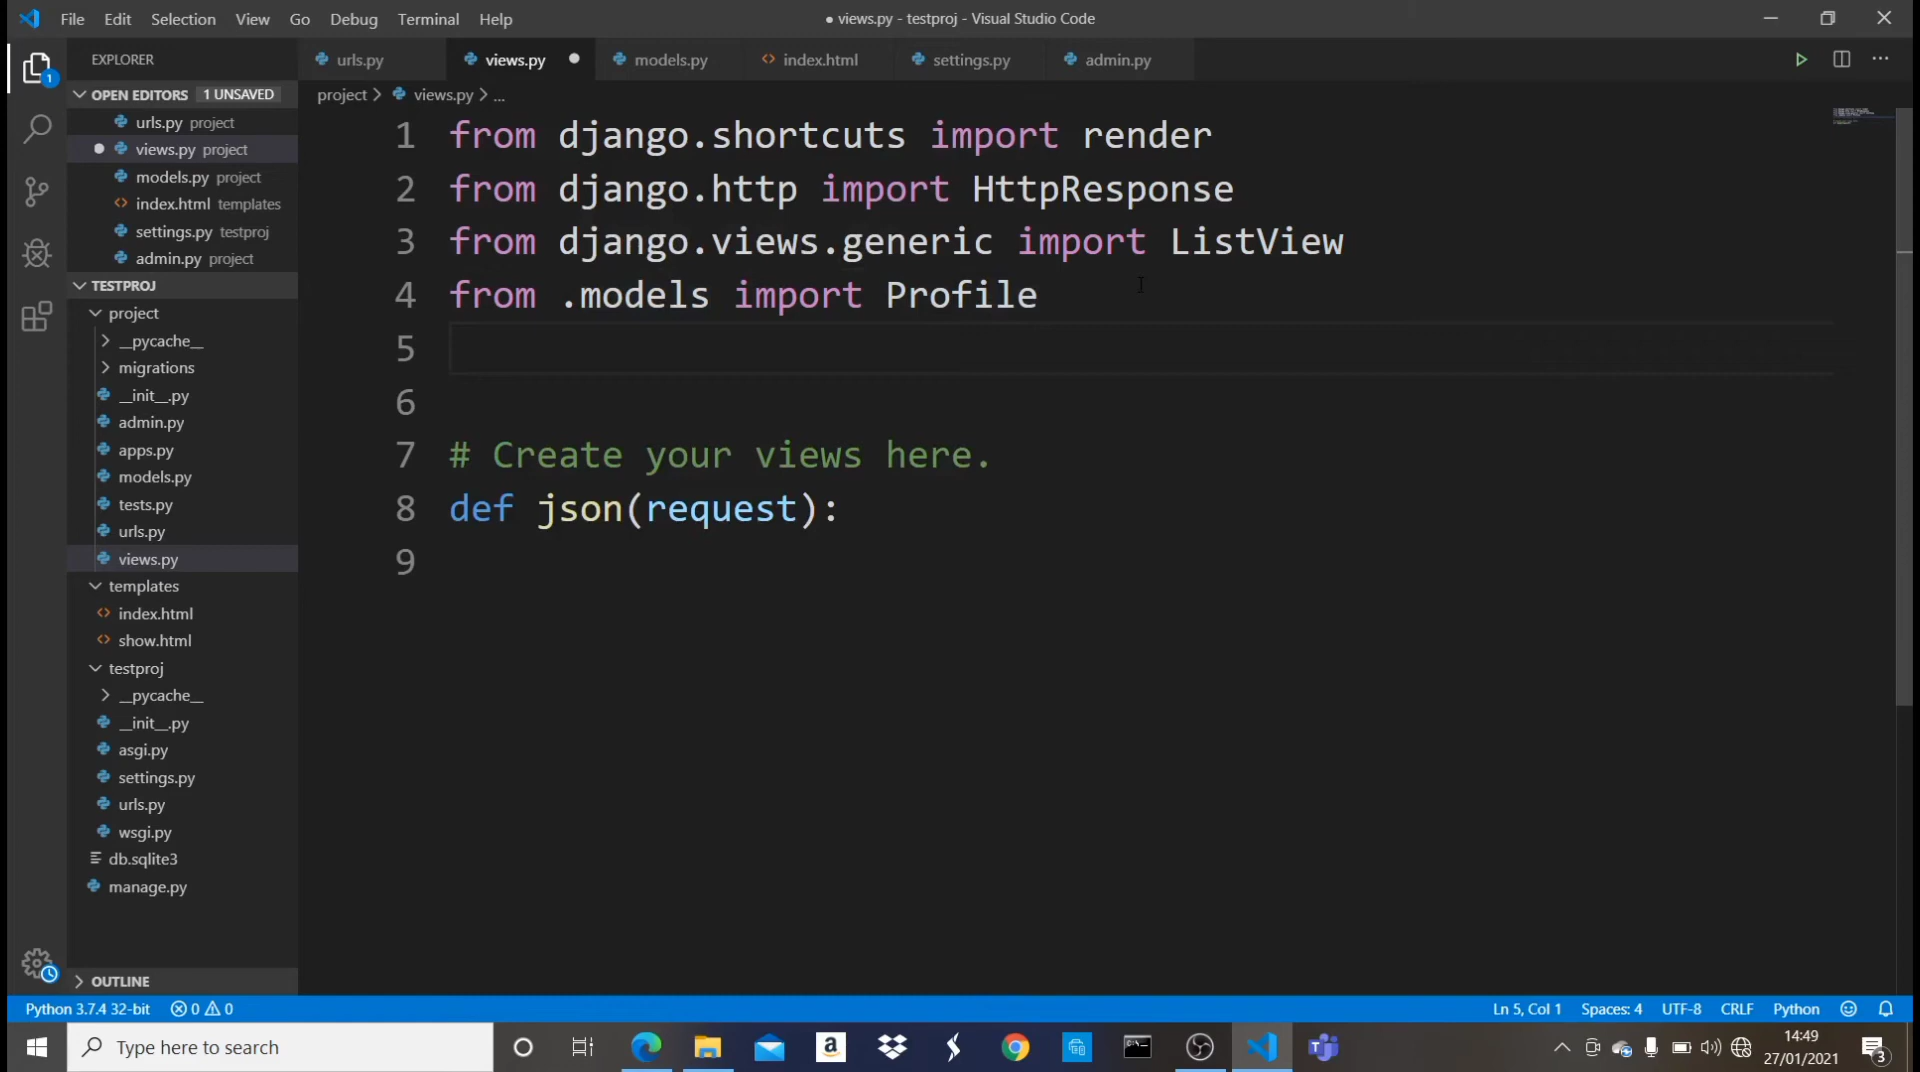 File Edit Selection View Go Debug Terminal Help
● views.py - testproj - Visual Studio Code
EXPLORER
urls.py
views.py
models.py
index.html
settings.py
admin.py
OPEN EDITORS 1 UNSAVED
project > views.py > ...
urls.py project
views.py project
models.py project
index.html templates
settings.py testproj
admin.py project
TESTPROJ
project
__pycache__
migrations
__init__.py
admin.py
apps.py
models.py
tests.py
urls.py
views.py
templates
index.html
show.html
testproj
__pycache__
__init__.py
asgi.py
settings.py
urls.py
wsgi.py
db.sqlite3
manage.py
OUTLINE
1 from django.shortcuts import render
2 from django.http import HttpResponse
3 from django.views.generic import ListView
4 from .models import Profile
5
6
7 # Create your views here.
8 def json(request):
9
1
Python 3.7.4 32-bit 0 0
Ln 5, Col 1 Spaces: 4 UTF-8 CRLF Python
Type here to search
14:49
27/01/2021
3